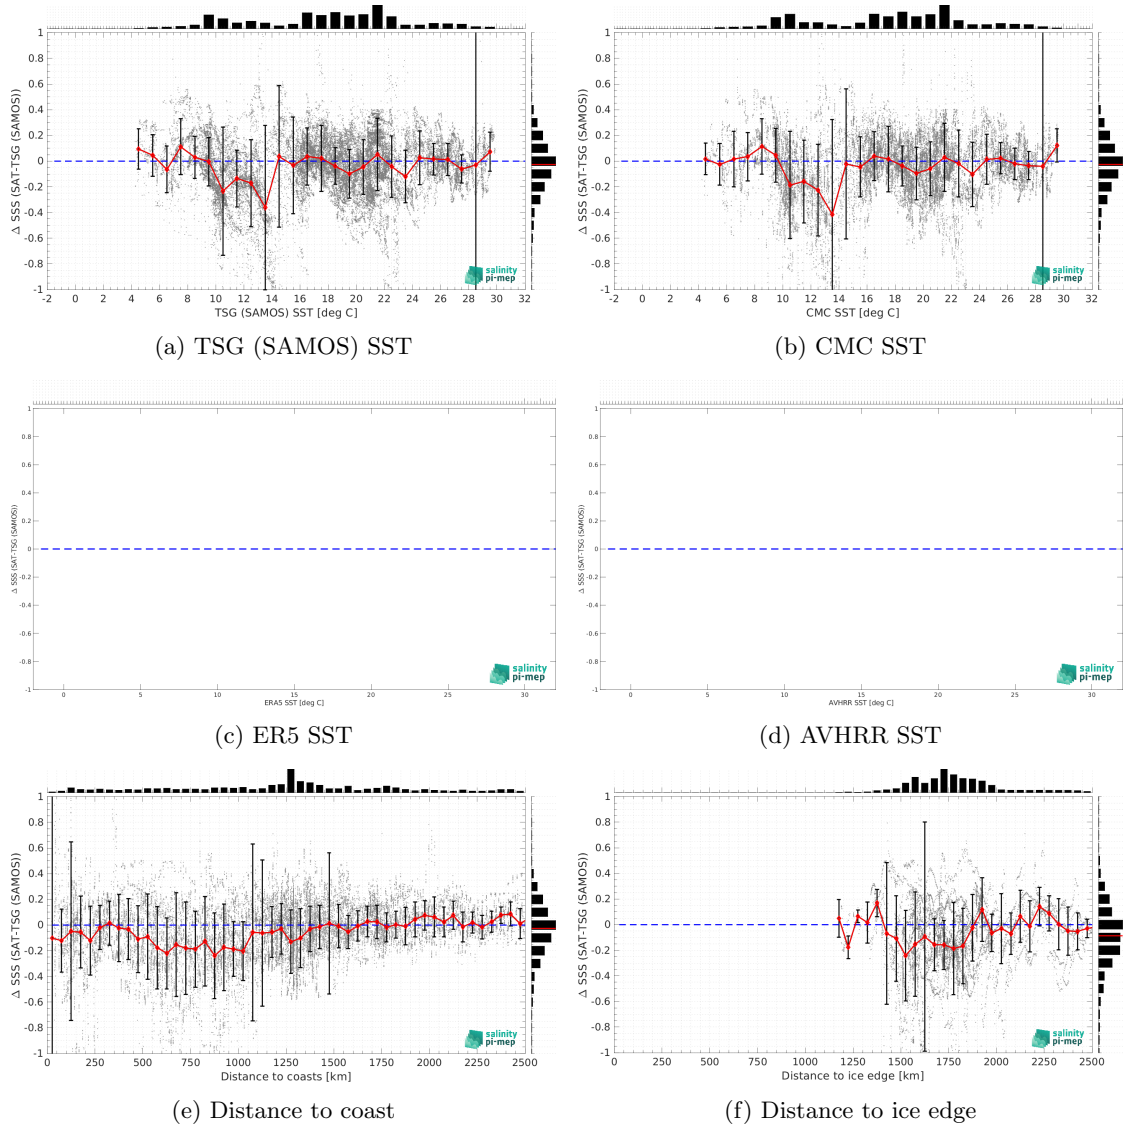 1
0.8
0.6
0.4
0.2
0
-0.2
-0.4
-0.6
-0.8
-1
Δ SSS (SAT-TSG (SAMOS))
-2 0 2 4 6 8 10 12 14 16 18 20 22 24 26 28 30 32
TSG (SAMOS) SST [deg C]
salinity
pi-mep
(a) TSG (SAMOS) SST
1
0.8
0.6
0.4
0.2
0
-0.2
-0.4
-0.6
-0.8
-1
Δ SSS (SAT-TSG (SAMOS))
-2 0 2 4 6 8 10 12 14 16 18 20 22 24 26 28 30 32
CMC SST [deg C]
salinity
pi-mep
(b) CMC SST
1
0.8
0.6
0.4
0.2
0
-0.2
-0.4
-0.6
-0.8
-1
Δ SSS (SAT-TSG (SAMOS))
0 5 10 15 20 25 30
ERA5 SST [deg C]
salinity
pi-mep
(c) ER5 SST
1
0.8
0.6
0.4
0.2
0
-0.2
-0.4
-0.6
-0.8
-1
Δ SSS (SAT-TSG (SAMOS))
0 5 10 15 20 25 30
AVHRR SST [deg C]
salinity
pi-mep
(d) AVHRR SST
1
0.8
0.6
0.4
0.2
0
-0.2
-0.4
-0.6
-0.8
-1
Δ SSS (SAT-TSG (SAMOS))
0 250 500 750 1000 1250 1500 1750 2000 2250 2500
Distance to coasts [km]
salinity
pi-mep
(e) Distance to coast
1
0.8
0.6
0.4
0.2
0
-0.2
-0.4
-0.6
-0.8
-1
Δ SSS (SAT-TSG (SAMOS))
0 250 500 750 1000 1250 1500 1750 2000 2250 2500
Distance to ice edge [km]
salinity
pi-mep
(f) Distance to ice edge